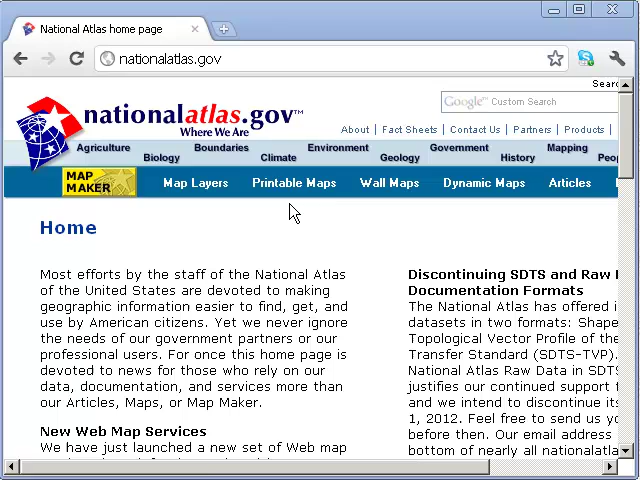 National Atlas home page
nationalatlas.gov
Searc
nationalatlas.gov™
Where We Are
Google™ Custom Search
About | Fact Sheets | Contact Us | Partners | Products |
Agriculture Biology Boundaries Climate Environment Geology Government History Mapping Peop
MAP MAKER
Map Layers Printable Maps Wall Maps Dynamic Maps Articles
Home
Most efforts by the staff of the National Atlas
of the United States are devoted to making
geographic information easier to find, get, and
use by American citizens. Yet we never ignore
the needs of our government partners or our
professional users. For once this home page is
devoted to news for those who rely on our
data, documentation, and services more than
our Articles, Maps, or Map Maker.
New Web Map Services
We have just launched a new set of Web map
Discontinuing SDTS and Raw
Documentation Formats
The National Atlas has offered i
datasets in two formats: Shape
Topological Vector Profile of the
Transfer Standard (SDTS-TVP).
National Atlas Raw Data in SDTS
justifies our continued support f
and we intend to discontinue its
1, 2012. Feel free to send us yo
before then. Our email address
bottom of nearly all nationalatla